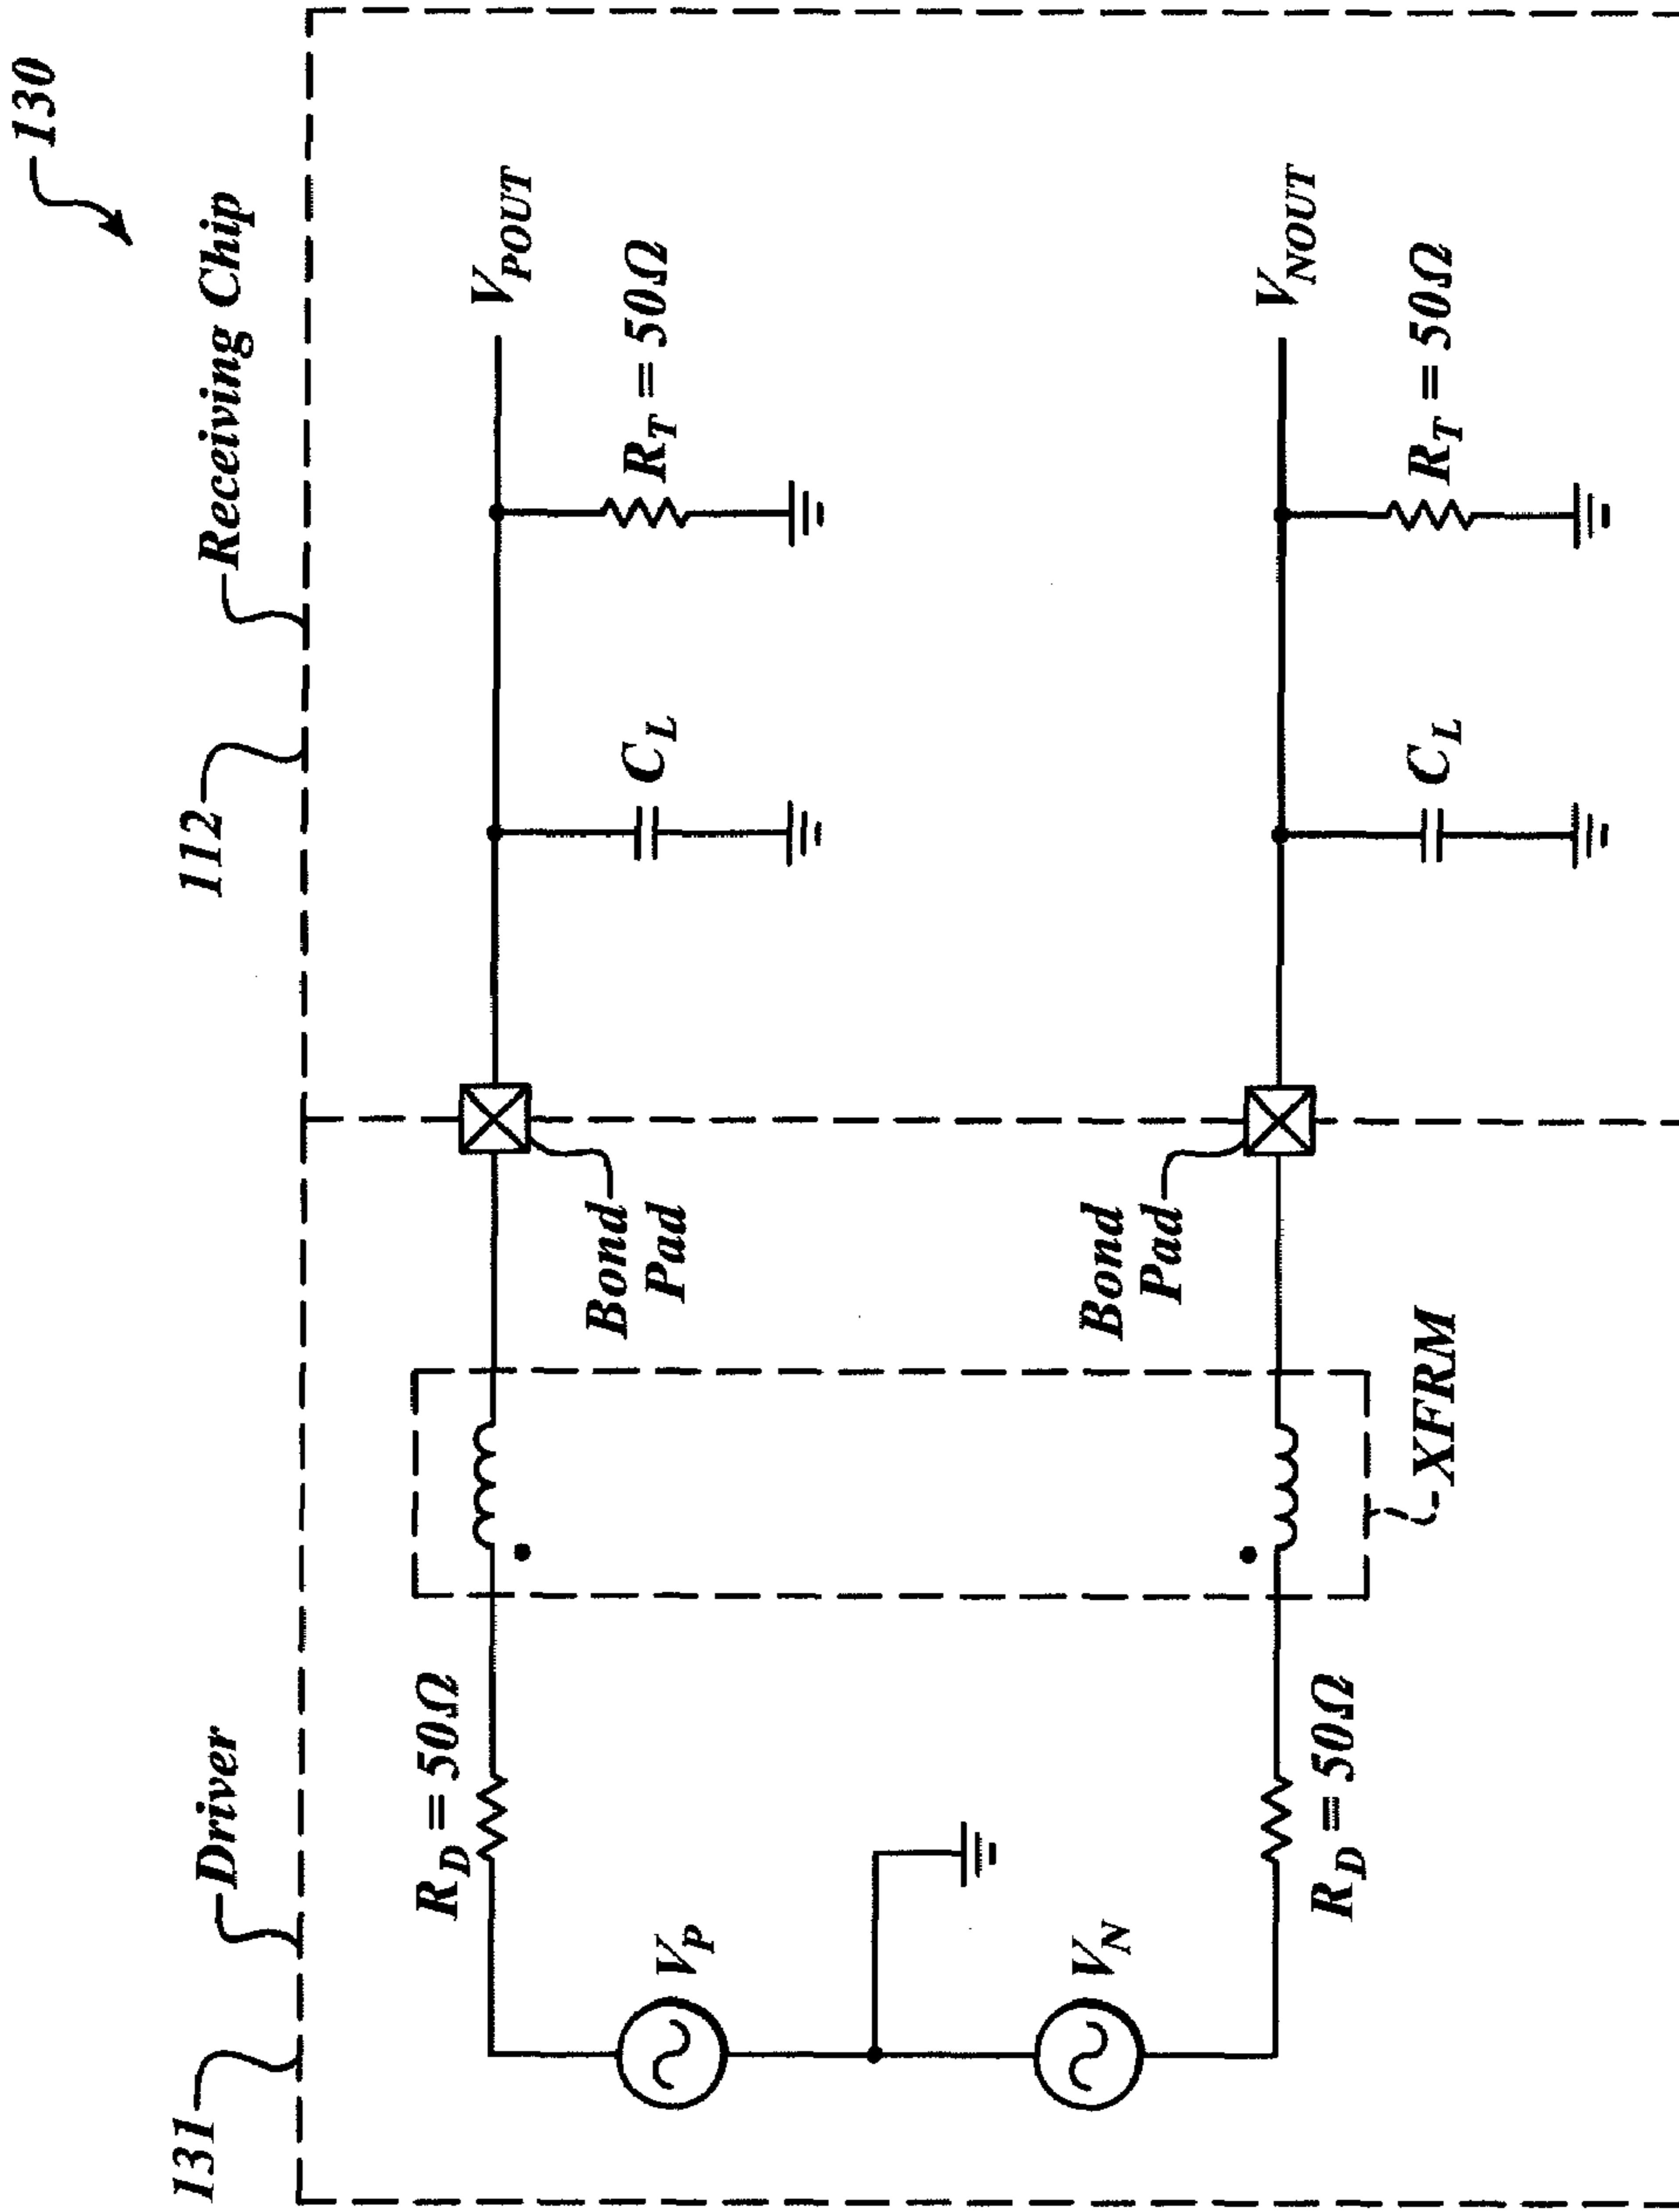 130
131
Driver
112
Receiving Chip
R_D = 50Ω
V_POUT
R_T = 50Ω
C_L
Bond
Pad
V_P
V_N
Bond
Pad
V_NOUT
R_D = 50Ω
XFRM
C_L
R_T = 50Ω